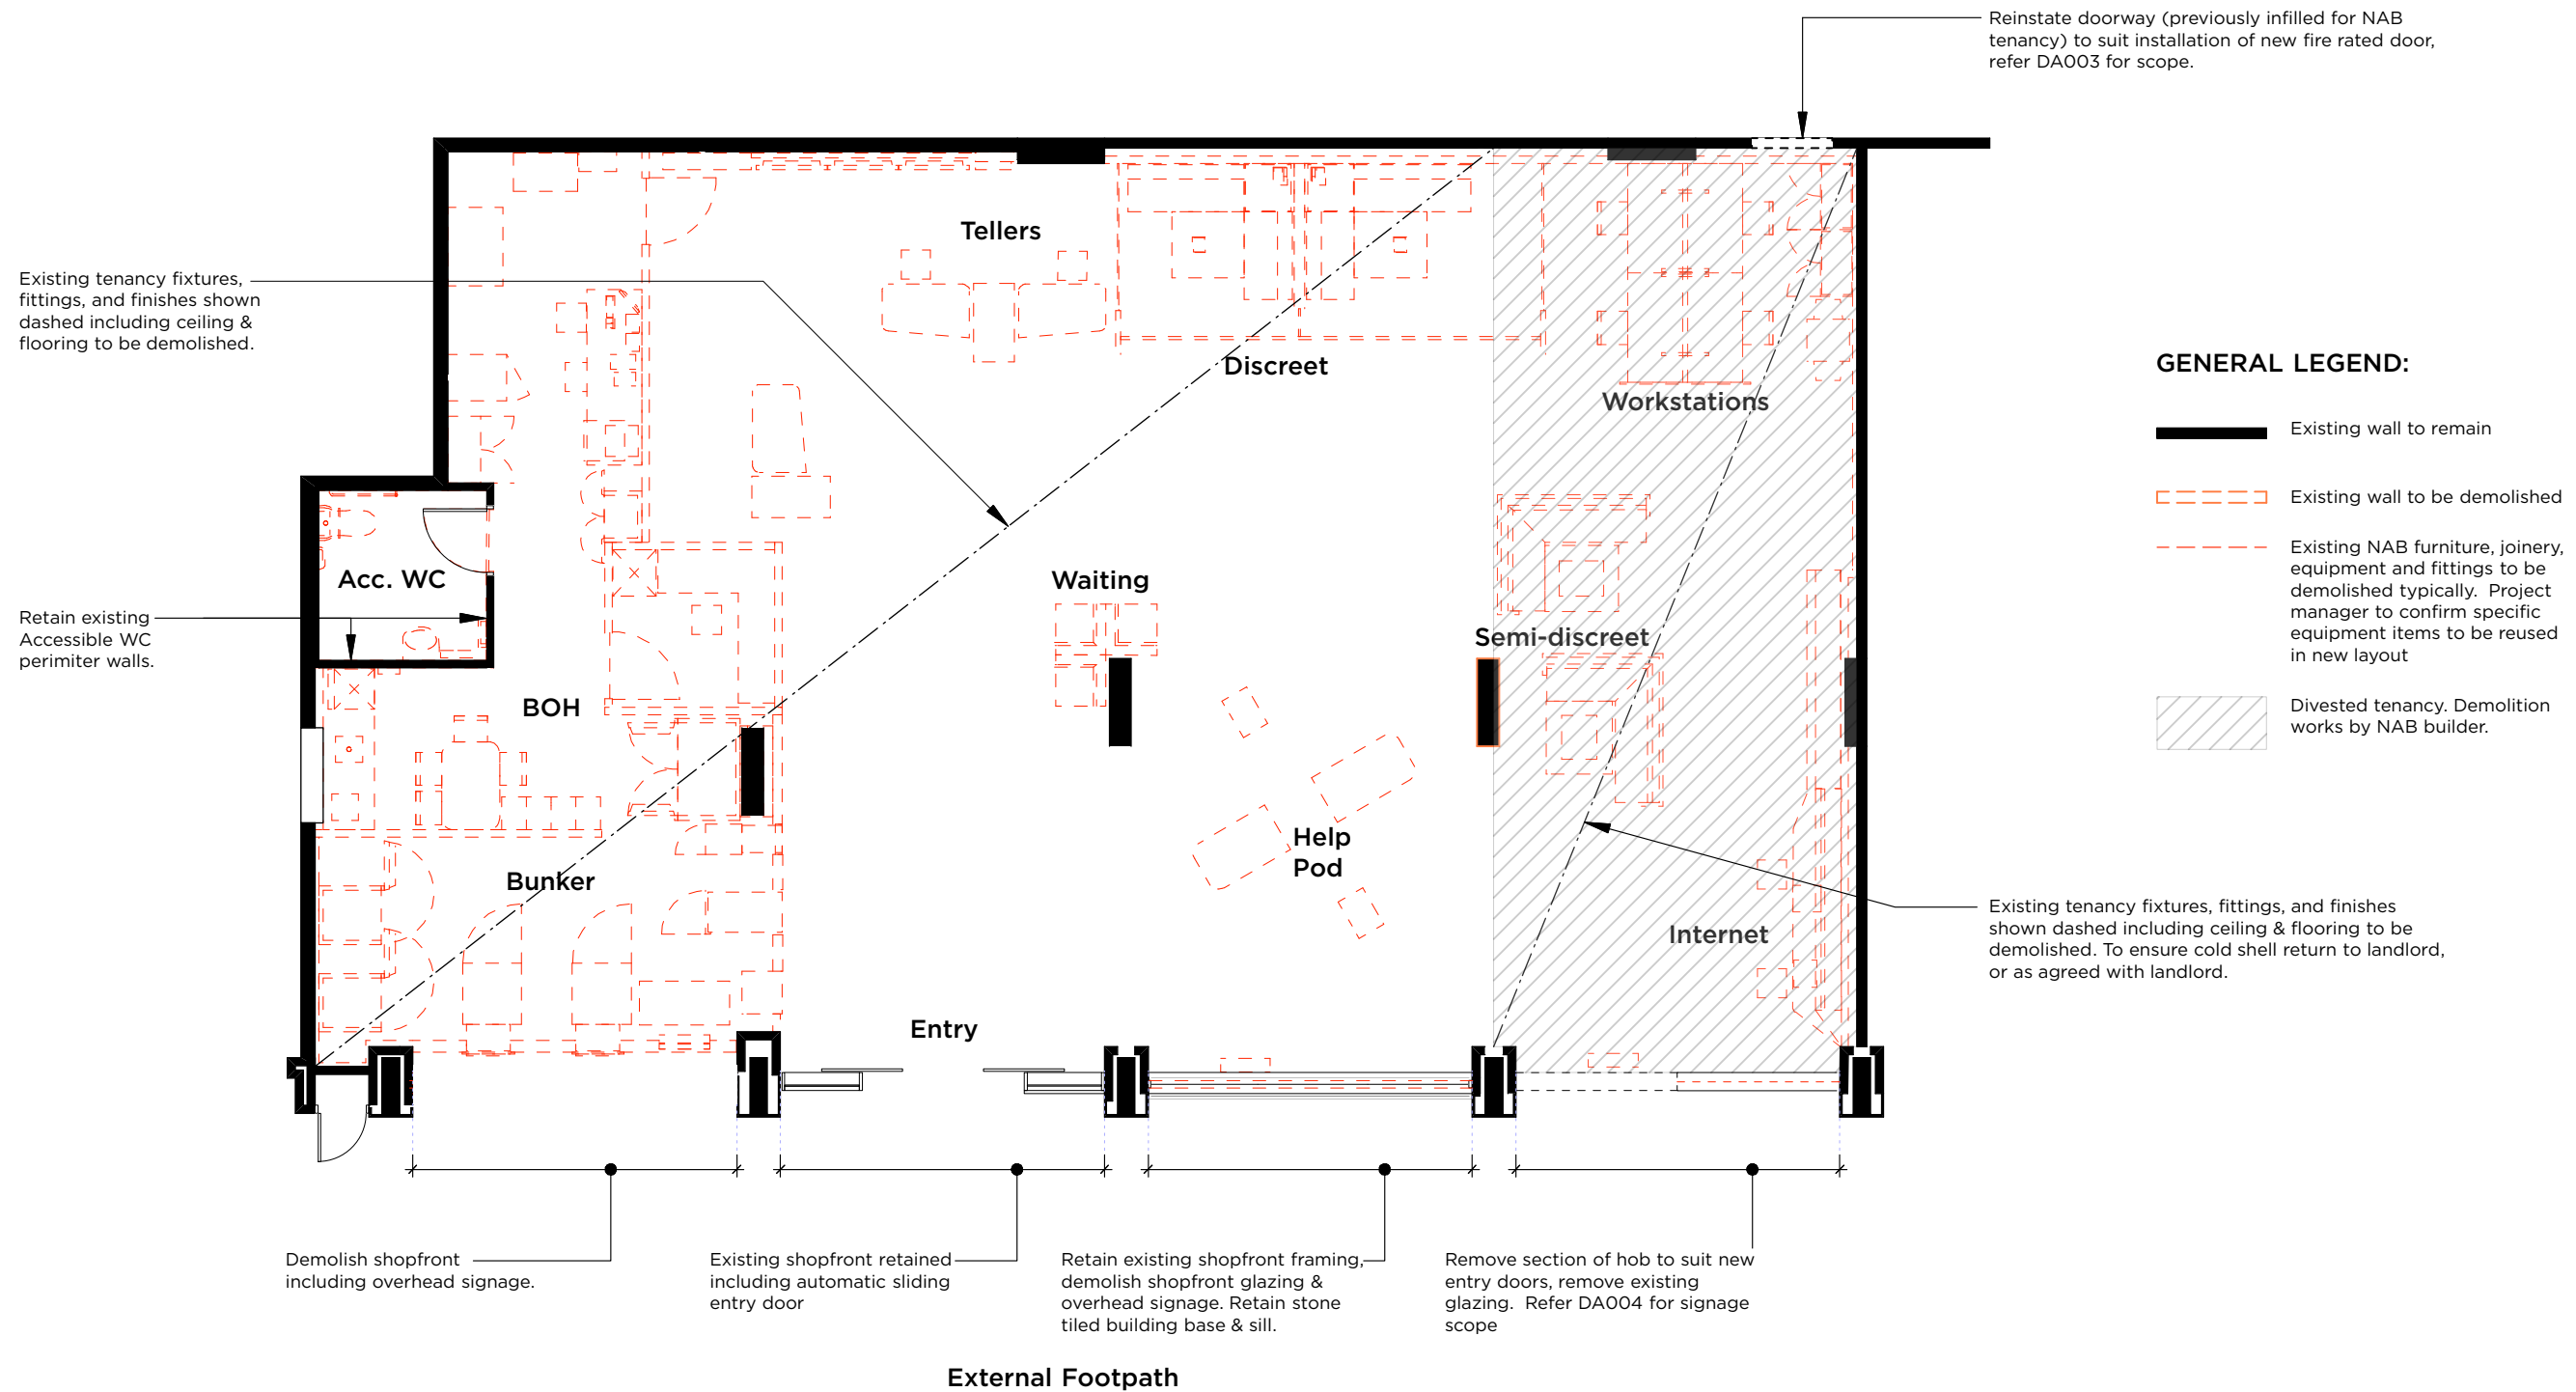 Reinstate doorway (previously infilled for NAB
tenancy) to suit installation of new fire rated door,
refer DA003 for scope.
Existing tenancy fixtures,
fittings, and finishes shown
dashed including ceiling &
flooring to be demolished.
Tellers
Discreet
Workstations
GENERAL LEGEND:
Existing wall to remain
Existing wall to be demolished
Existing NAB furniture, joinery,
equipment and fittings to be
demolished typically.  Project
manager to confirm specific
equipment items to be reused
in new layout
Divested tenancy. Demolition
works by NAB builder.
Acc. WC
Waiting
Retain existing
Accessible WC
perimiter walls.
Semi-discreet
BOH
Help
Pod
Bunker
Internet
Existing tenancy fixtures, fittings, and finishes
shown dashed including ceiling & flooring to be
demolished. To ensure cold shell return to landlord,
or as agreed with landlord.
Entry
Demolish shopfront
including overhead signage.
Existing shopfront retained
including automatic sliding
entry door
Retain existing shopfront framing,
demolish shopfront glazing &
overhead signage. Retain stone
tiled building base & sill.
Remove section of hob to suit new
entry doors, remove existing
glazing.  Refer DA004 for signage
scope
External Footpath